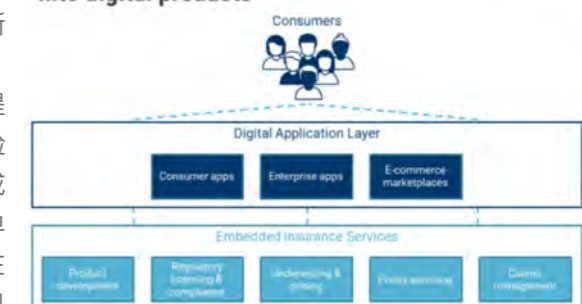 Consumers
Digital Application Layer
Consumer apps
Enterprise apps
E-commerce
marketplaces
Embedded Insurance Services
Product
development
Regulatory
licensing &
compliance
Underwriting &
pricing
Policy servicing
Claims
management